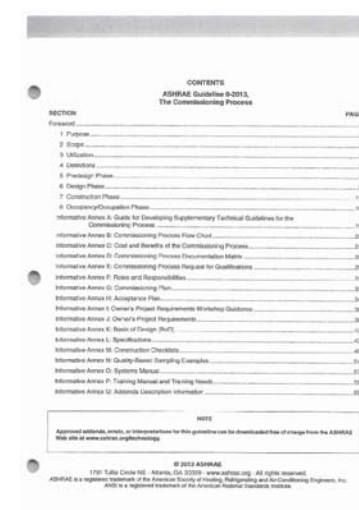 CONTENTS
ASHRAE Guideline 0-2013,
The Commissioning Process
SECTION
Foreword
1 Purpose
2 Scope
3 Utilization
4 Definitions
5 Predesign Phase
6 Design Phase
7 Construction Phase
8 Occupancy/Occupation Phase
Informative Annex A: Guide for Developing Supplementary Technical Guidelines for the
Commissioning Process
Informative Annex B: Commissioning Process Flow Chart
Informative Annex C: Cost and Benefits of the Commissioning Process
Informative Annex D: Commissioning Process Documentation Matrix
Informative Annex E: Commissioning Process Request for Qualifications
Informative Annex F: Roles and Responsibilities
Informative Annex G: Commissioning Plan
Informative Annex H: Acceptance Plan
Informative Annex I: Owner's Project Requirements Workshop Guidance
Informative Annex J: Owner's Project Requirements
Informative Annex K: Basis of Design (BoD)
Informative Annex L: Specifications
Informative Annex M: Construction Checklists
Informative Annex N: Quality-Based Sampling Examples
Informative Annex O: Systems Manual
Informative Annex P: Training Manual and Training Needs
Informative Annex Q: Addenda Description Information
NOTE
Approved addenda, errata, or interpretations for this guideline can be downloaded free of charge from the ASHRAE
Web site at www.ashrae.org/technology.
© 2013 ASHRAE
1791 Tullie Circle NE · Atlanta, GA 30329 · www.ashrae.org · All rights reserved.
ASHRAE is a registered trademark of the American Society of Heating, Refrigerating and Air-Conditioning Engineers, Inc.
ANSI is a registered trademark of the American National Standards Institute.